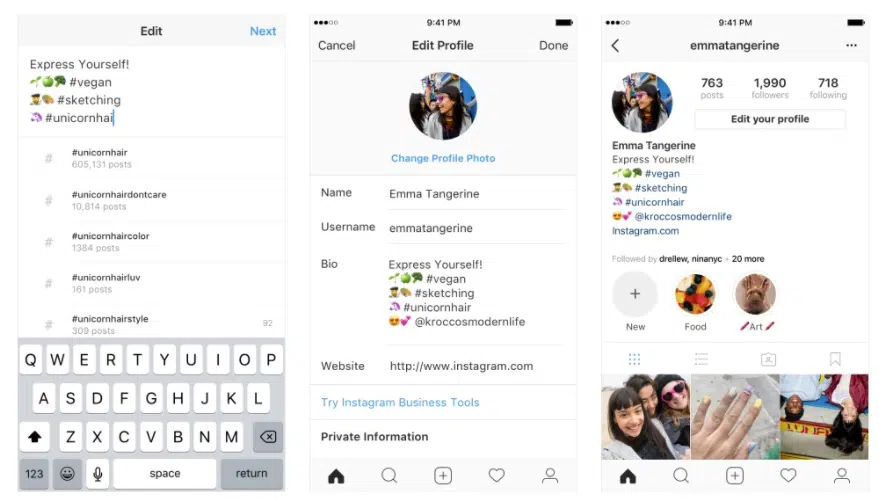 Edit
Next
Express Yourself!
#vegan
#sketching
#unicornhai
#
#unicornhair
605,131 posts
#
#unicornhairdontcare
10,814 posts
#
#unicornhaircolor
1384 posts
#
#unicornhairluv
161 posts
#
#unicornhairstyle
309 posts
92
Q W E R T Y U I O P
A S D F G H J K L
Z X C V B N M
123
space
return
9:41 PM
Cancel
Edit Profile
Done
Change Profile Photo
Name
Emma Tangerine
Username
emmatangerine
Bio
Express Yourself!
#vegan
#sketching
#unicornhair
@kroccosmodernlife
Website
http://www.instagram.com
Try Instagram Business Tools
Private Information
9:41 PM
emmatangerine
763
posts
1,990
followers
718
following
Edit your profile
Emma Tangerine
Express Yourself!
#vegan
#sketching
#unicornhair
@kroccosmodernlife
Instagram.com
Followed by drellew, ninanyc • 20 more
New
Food
Art